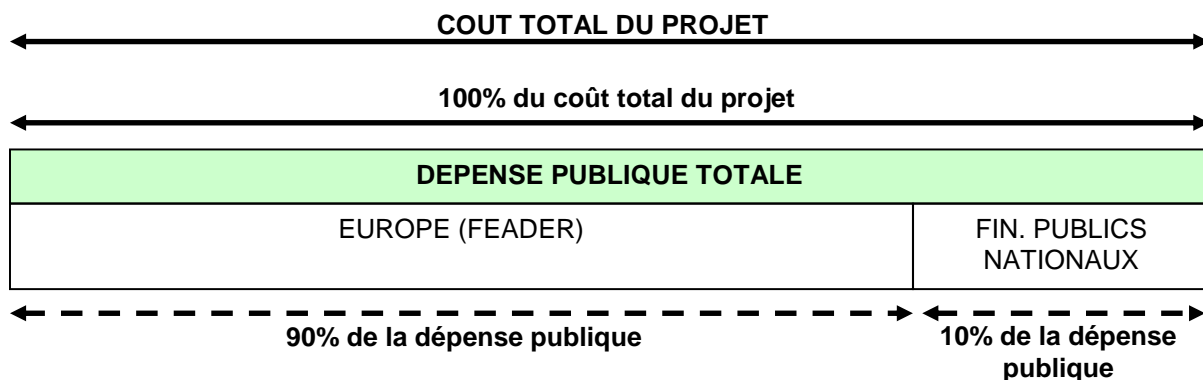 COUT TOTAL DU PROJET
100% du coût total du projet
DEPENSE PUBLIQUE TOTALE
EUROPE (FEADER)
FIN. PUBLICS
NATIONAUX
90% de la dépense publique
10% de la dépense
publique